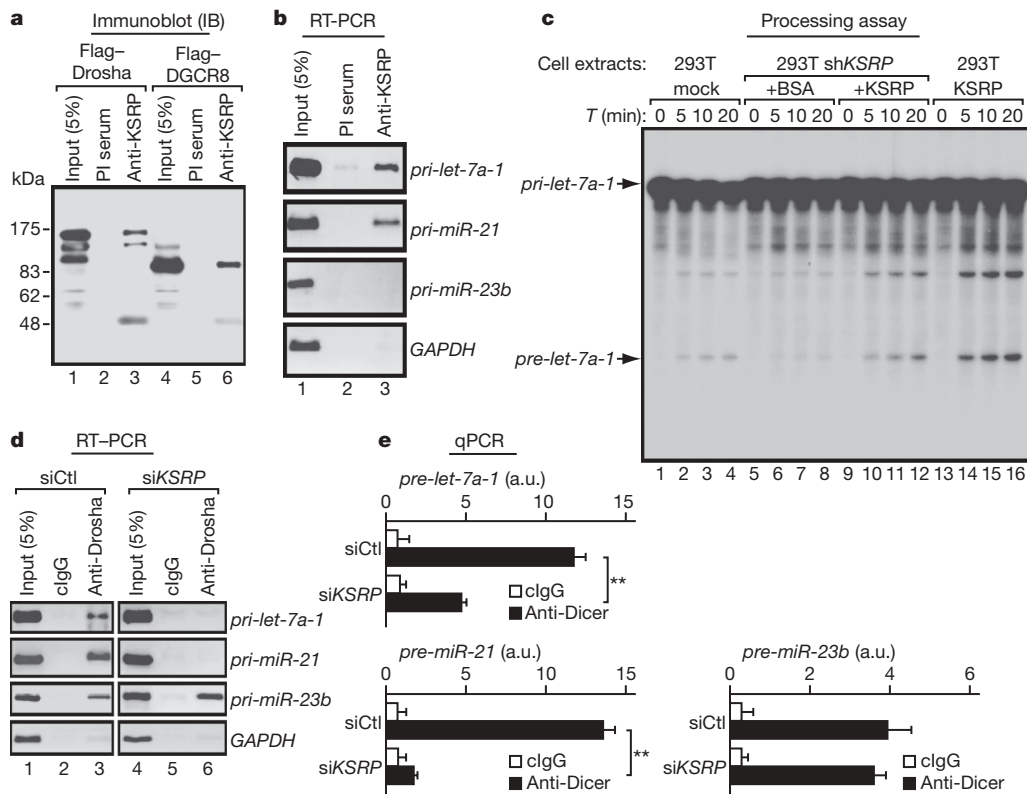 a
Immunoblot (IB)
Flag–Drosha
Flag–DGCR8
Input (5%)
PI serum
Anti-KSRP
Input (5%)
PI serum
Anti-KSRP
kDa
175
83
62
48
1 2 3 4 5 6
b
RT-PCR
Input (5%)
PI serum
Anti-KSRP
pri-let-7a-1
pri-miR-21
pri-miR-23b
GAPDH
1 2 3
c
Processing assay
Cell extracts:
293T mock
293T shKSRP
+BSA
+KSRP
293T KSRP
T (min):
0 5 10 20 0 5 10 20 0 5 10 20 0 5 10 20
pri-let-7a-1
pre-let-7a-1
1 2 3 4 5 6 7 8 9 10 11 12 13 14 15 16
d
RT–PCR
siCtl
siKSRP
Input (5%)
cIgG
Anti-Drosha
Input (5%)
cIgG
Anti-Drosha
pri-let-7a-1
pri-miR-21
pri-miR-23b
GAPDH
1 2 3 4 5 6
e
qPCR
pre-let-7a-1 (a.u.)
0 5 10 15
siCtl
siKSRP
**
cIgG
Anti-Dicer
pre-miR-21 (a.u.)
0 5 10 15
siCtl
siKSRP
**
cIgG
Anti-Dicer
pre-miR-23b (a.u.)
0 2 4 6
siCtl
siKSRP
cIgG
Anti-Dicer